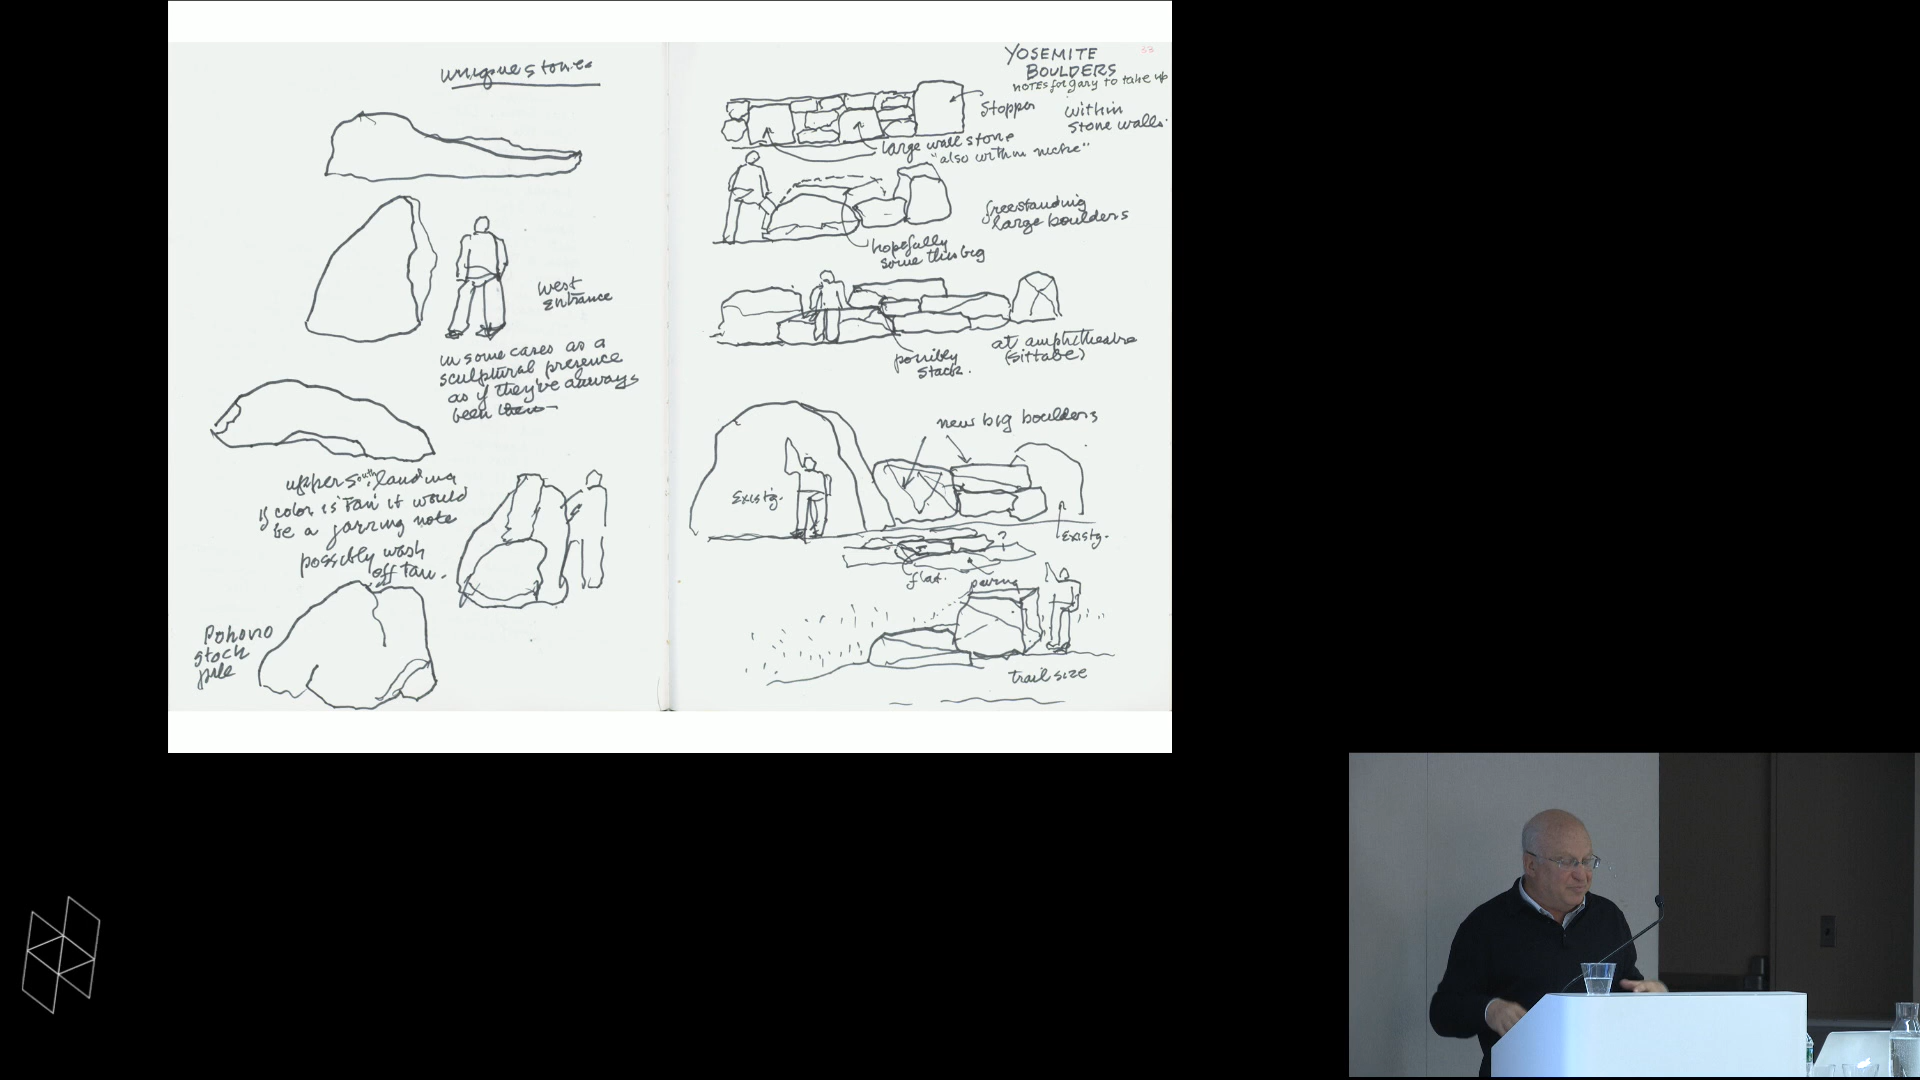 unique stones
west
entrance
in some cases as a
sculptural presence
as if they've always
been there
upper south landing
if color is 'Tan' it would
be a jarring note
possibly wash
off tan.
Pohono
stock
pile
33
YOSEMITE
BOULDERS
NOTES for gary to take up
Stopper
within
stone walls
large wall stone
"also within niche"
freestanding
large boulders
hopefully
some this big
at amphitheatre
(sittable)
possibly
stack.
new big boulders
Existg.
Existg.
?
flat.
paving
trail size